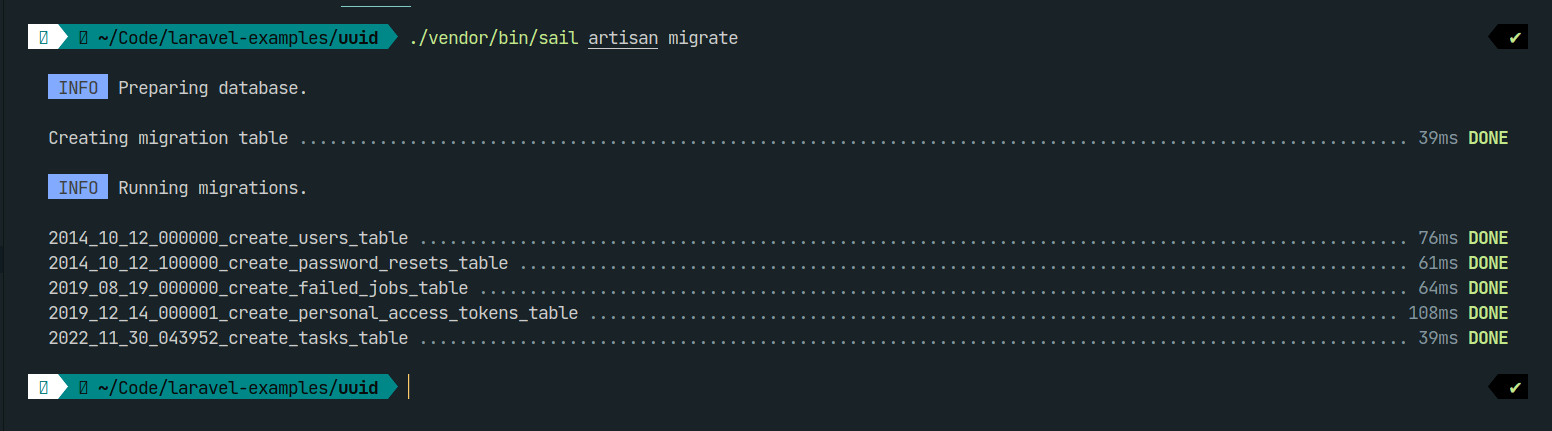 ~/Code/laravel-examples/uuid ./vendor/bin/sail artisan migrate ✔
INFO Preparing database.
Creating migration table ............................................................................................................... 39ms DONE
INFO Running migrations.
2014_10_12_000000_create_users_table ................................................................................................... 76ms DONE
2014_10_12_100000_create_password_resets_table ......................................................................................... 61ms DONE
2019_08_19_000000_create_failed_jobs_table ............................................................................................. 64ms DONE
2019_12_14_000001_create_personal_access_tokens_table ................................................................................. 108ms DONE
2022_11_30_043952_create_tasks_table ................................................................................................... 39ms DONE
~/Code/laravel-examples/uuid ✔